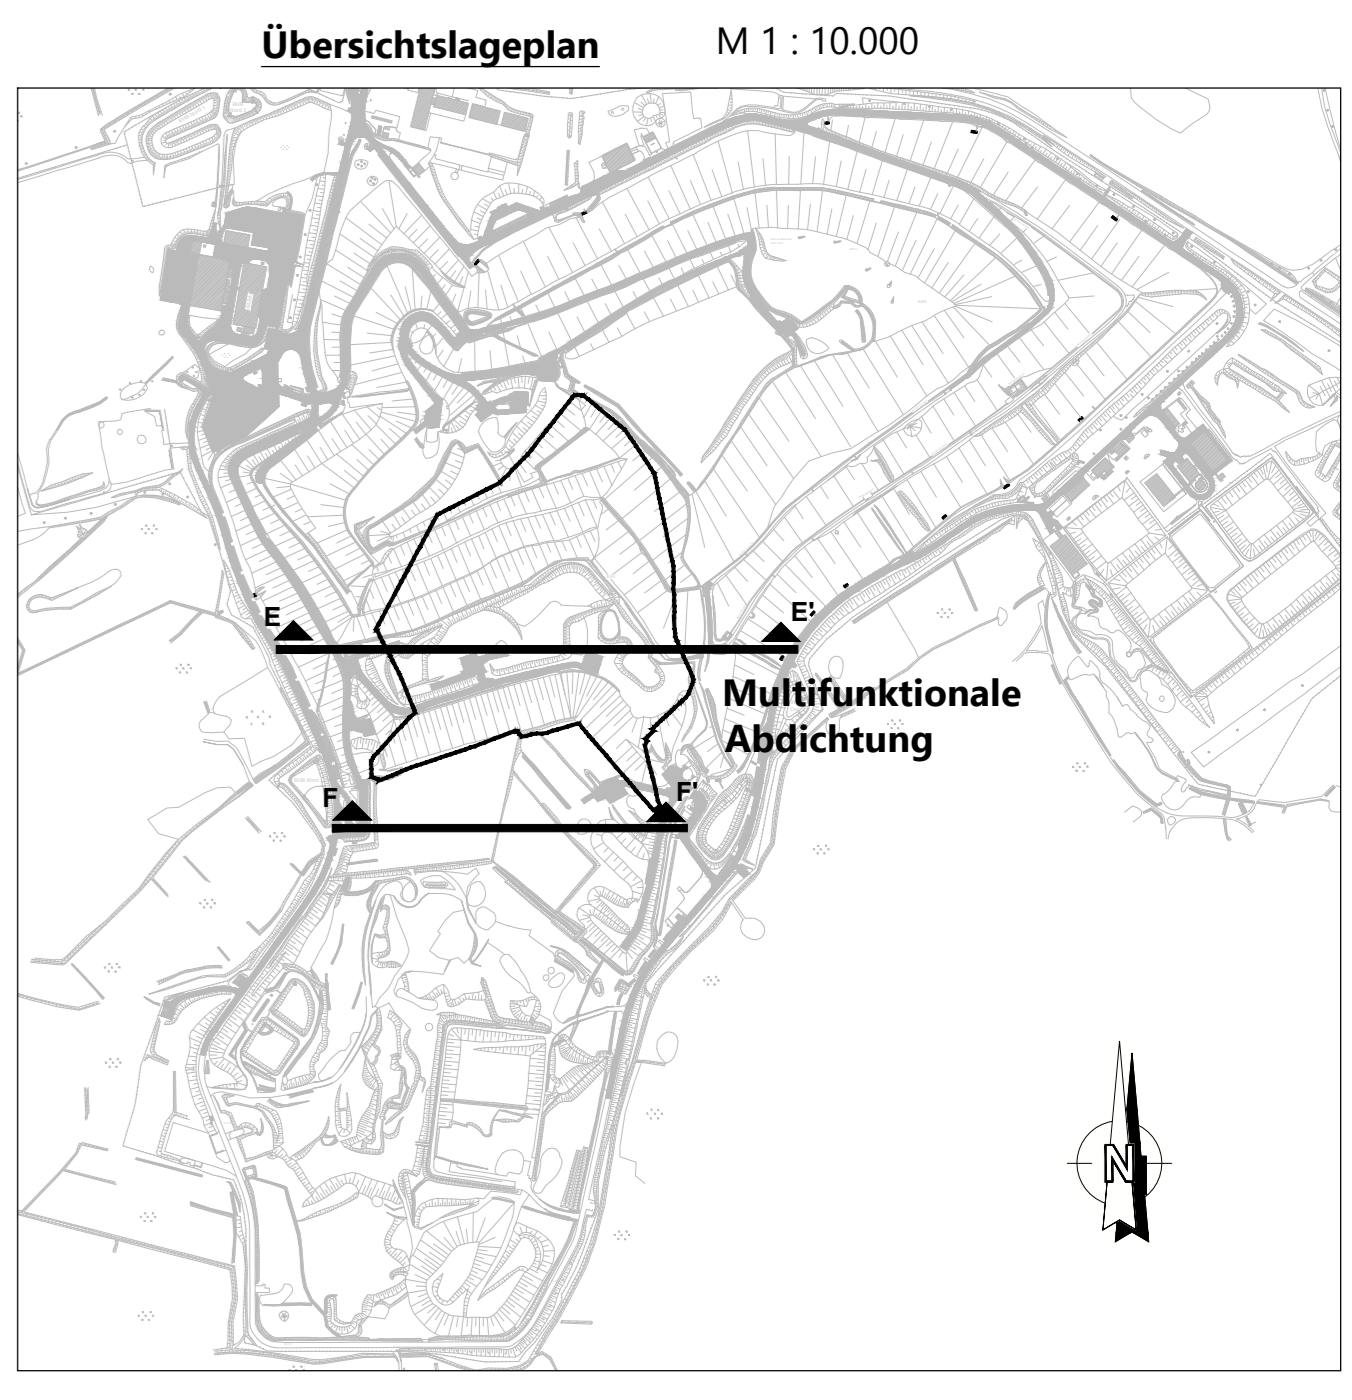 Übersichtslageplan M 1 : 10.000
E E'
Multifunktionale
Abdichtung
F F'
N